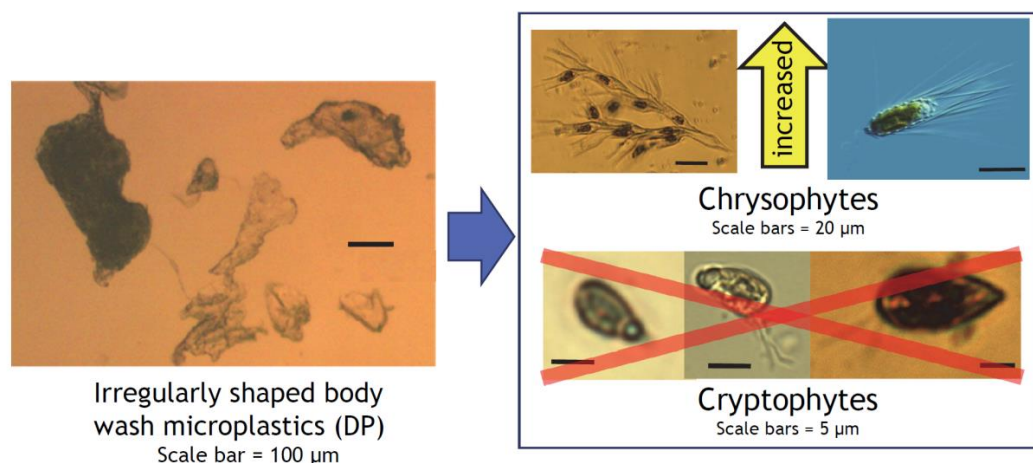 Irregularly shaped body
wash microplastics (DP)
Scale bar = 100 µm
increased
Chrysophytes
Scale bars = 20 µm
Cryptophytes
Scale bars = 5 µm